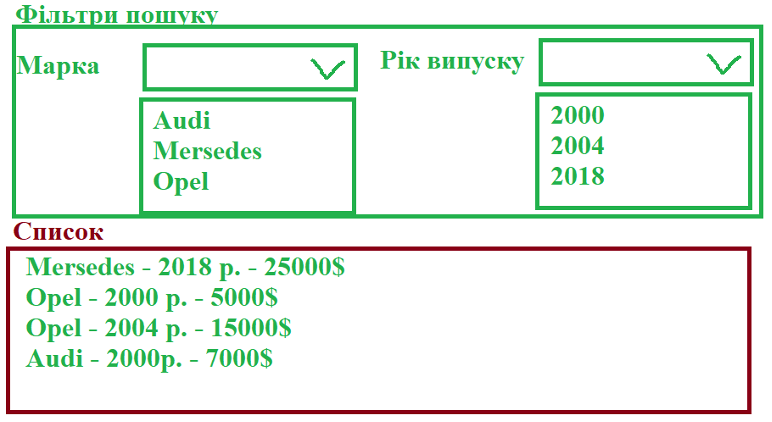 Фільтри пошуку
Марка
Рік випуску
Audi
Mersedes
Opel
2000
2004
2018
Список
Mersedes - 2018 р. - 25000$
Opel - 2000 р. - 5000$
Opel - 2004 р. - 15000$
Audi - 2000р. - 7000$